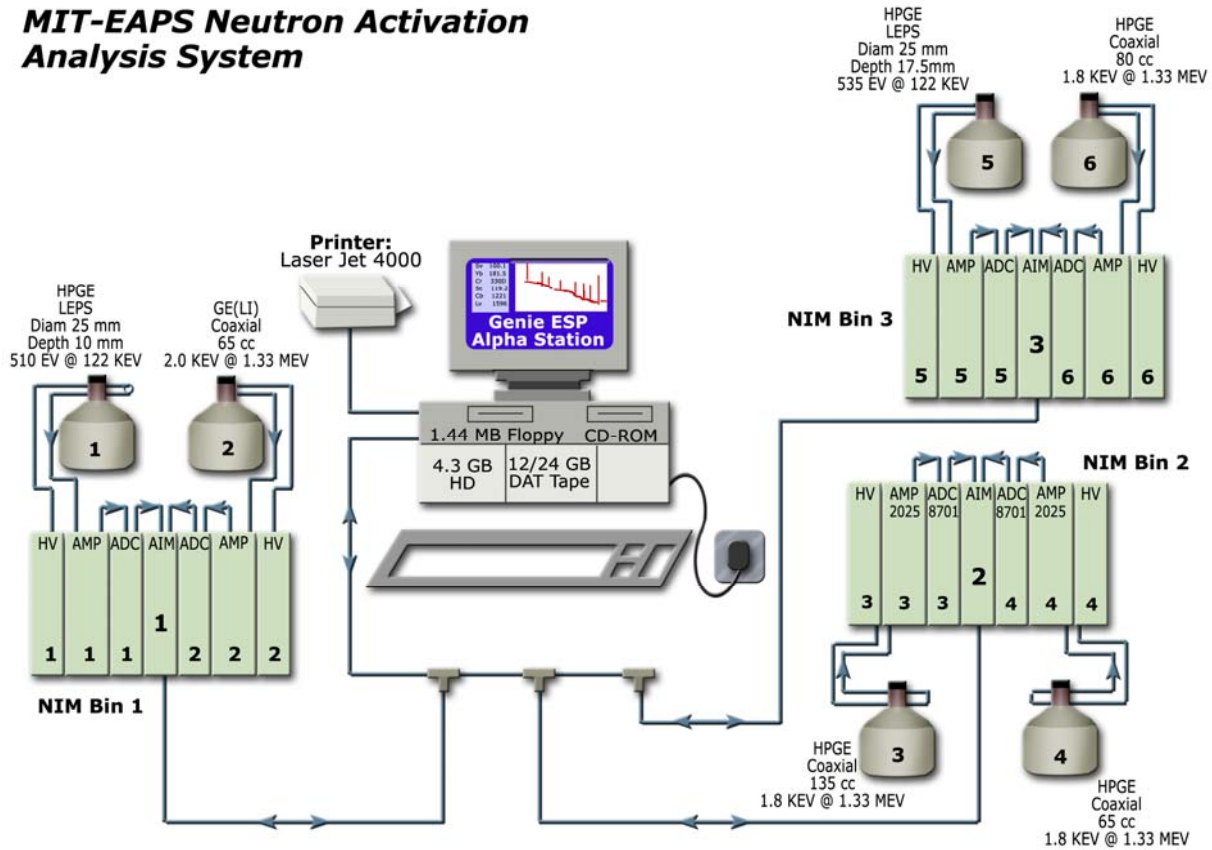 MIT-EAPS Neutron Activation
Analysis System
HPGE
LEPS
Diam 25 mm
Depth 17.5mm
535 EV @ 122 KEV
HPGE
Coaxial
80 cc
1.8 KEV @ 1.33 MEV
5
6
HV AMP ADC AIM ADC AMP HV
NIM Bin 3
3
5 5 5 6 6 6
Printer:
Laser Jet 4000
Yb 181.5
Genie ESP
Alpha Station
1.44 MB Floppy CD-ROM
4.3 GB
HD
12/24 GB
DAT Tape
HPGE
LEPS
Diam 25 mm
Depth 10 mm
510 EV @ 122 KEV
GE(LI)
Coaxial
65 cc
2.0 KEV @ 1.33 MEV
1
2
HV AMP ADC AIM ADC AMP HV
1
1 1 1 2 2 2
NIM Bin 1
NIM Bin 2
HV AMP ADC AIM ADC AMP HV
2025 8701 8701 2025
2
3 3 3 4 4 4
3
4
HPGE
Coaxial
135 cc
1.8 KEV @ 1.33 MEV
HPGE
Coaxial
65 cc
1.8 KEV @ 1.33 MEV